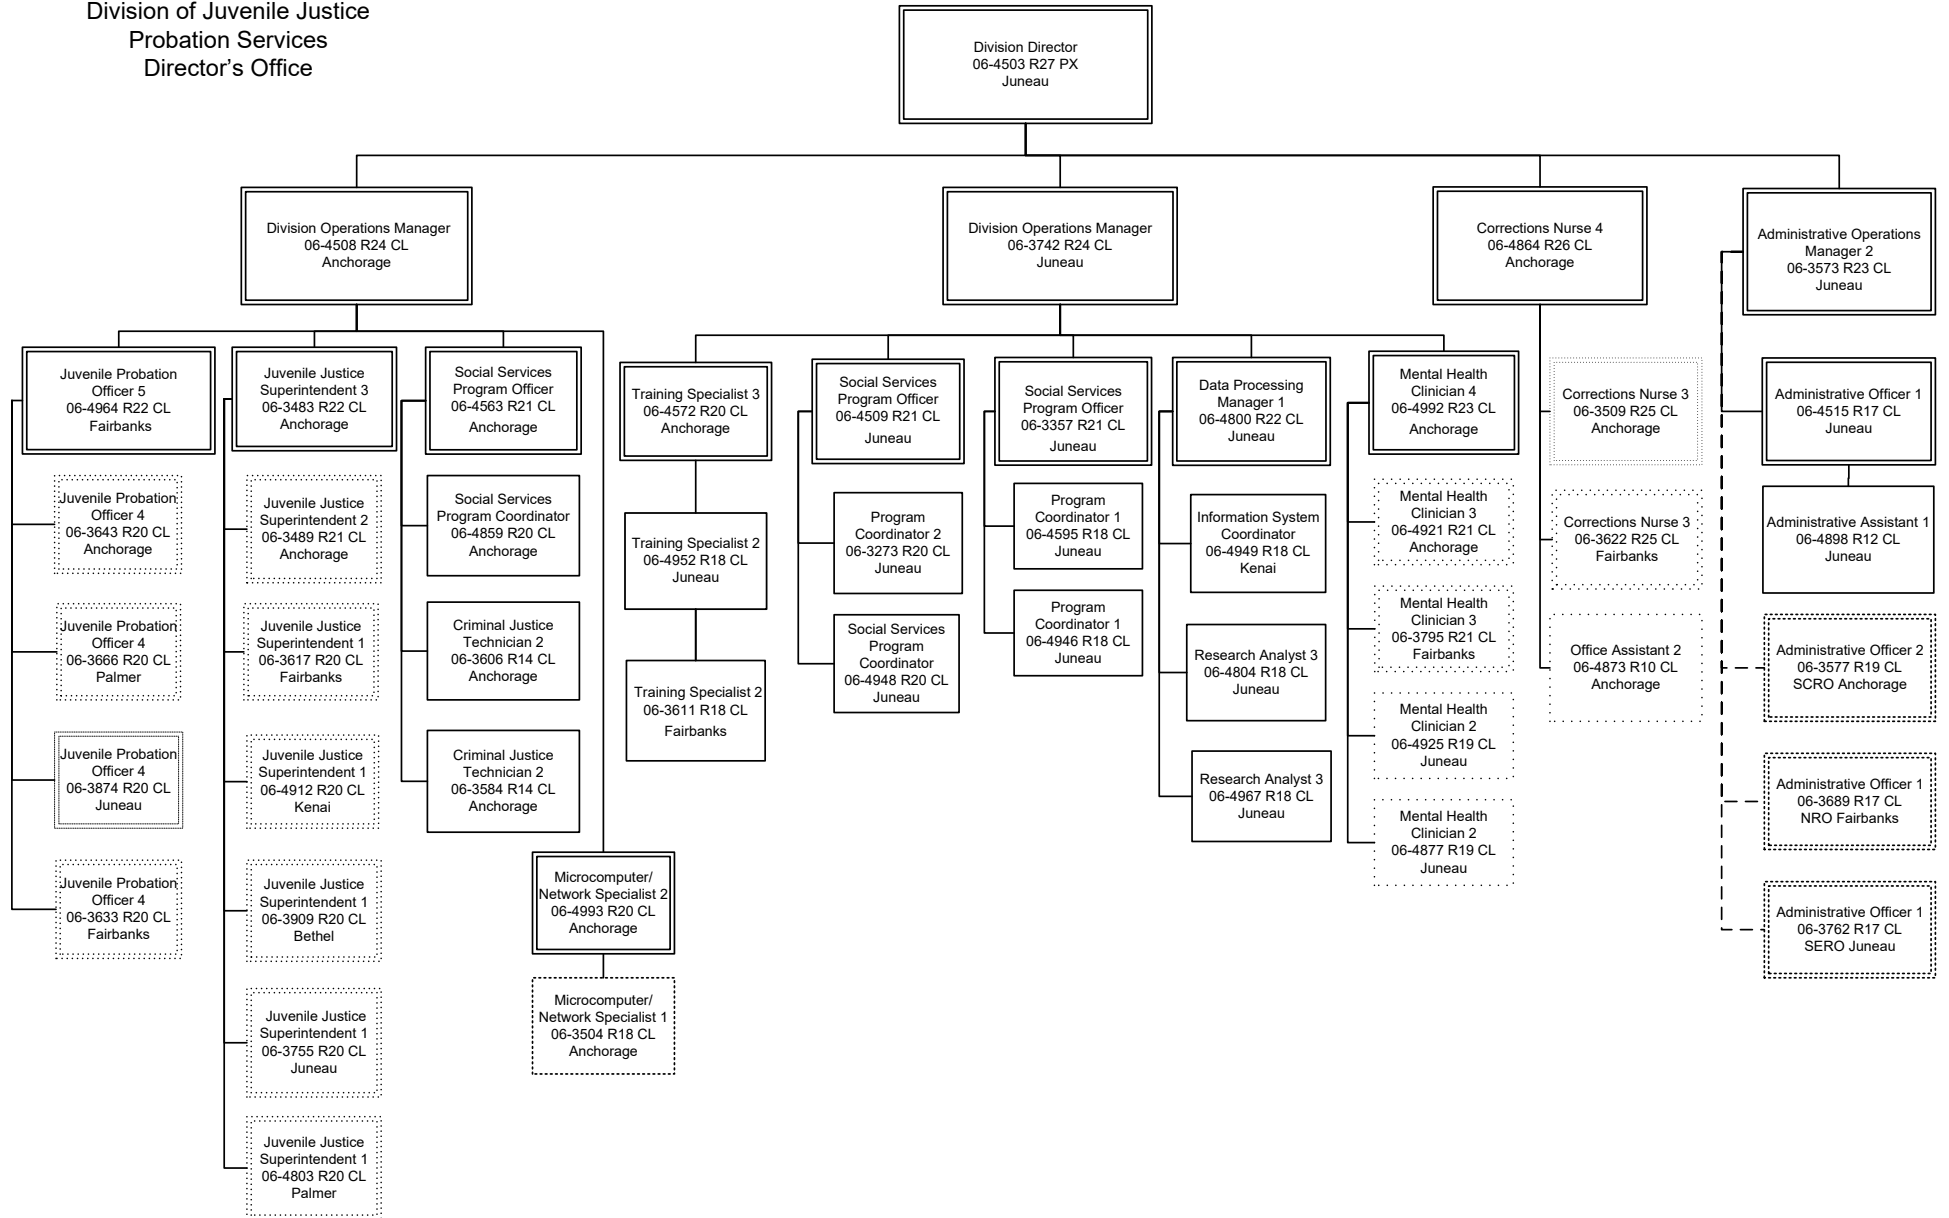 Division of Juvenile Justice
Probation Services
Director’s Office
Division Director
06-4503 R27 PX
Juneau
Division Operations Manager
06-4508 R24 CL
Anchorage
Division Operations Manager
06-3742 R24 CL
Juneau
Corrections Nurse 4
06-4864 R26 CL
Anchorage
Administrative Operations
Manager 2
06-3573 R23 CL
Juneau
Juvenile Probation
Officer 5
06-4964 R22 CL
Fairbanks
Juvenile Probation
Officer 4
06-3643 R20 CL
Anchorage
Juvenile Probation
Officer 4
06-3666 R20 CL
Palmer
Juvenile Probation
Officer 4
06-3874 R20 CL
Juneau
Juvenile Probation
Officer 4
06-3633 R20 CL
Fairbanks
Juvenile Justice
Superintendent 3
06-3483 R22 CL
Anchorage
Juvenile Justice
Superintendent 2
06-3489 R21 CL
Anchorage
Juvenile Justice
Superintendent 1
06-3617 R20 CL
Fairbanks
Juvenile Justice
Superintendent 1
06-4912 R20 CL
Kenai
Juvenile Justice
Superintendent 1
06-3909 R20 CL
Bethel
Juvenile Justice
Superintendent 1
06-3755 R20 CL
Juneau
Juvenile Justice
Superintendent 1
06-4803 R20 CL
Palmer
Social Services
Program Officer
06-4563 R21 CL
Anchorage
Social Services
Program Coordinator
06-4859 R20 CL
Anchorage
Criminal Justice
Technician 2
06-3606 R14 CL
Anchorage
Criminal Justice
Technician 2
06-3584 R14 CL
Anchorage
Microcomputer/
Network Specialist 2
06-4993 R20 CL
Anchorage
Microcomputer/
Network Specialist 1
06-3504 R18 CL
Anchorage
Training Specialist 3
06-4572 R20 CL
Anchorage
Training Specialist 2
06-4952 R18 CL
Juneau
Training Specialist 2
06-3611 R18 CL
Fairbanks
Social Services
Program Officer
06-4509 R21 CL
Juneau
Program
Coordinator 2
06-3273 R20 CL
Juneau
Social Services
Program
Coordinator
06-4948 R20 CL
Juneau
Social Services
Program Officer
06-3357 R21 CL
Juneau
Program
Coordinator 1
06-4595 R18 CL
Juneau
Program
Coordinator 1
06-4946 R18 CL
Juneau
Data Processing
Manager 1
06-4800 R22 CL
Juneau
Information System
Coordinator
06-4949 R18 CL
Kenai
Research Analyst 3
06-4804 R18 CL
Juneau
Research Analyst 3
06-4967 R18 CL
Juneau
Mental Health
Clinician 4
06-4992 R23 CL
Anchorage
Mental Health
Clinician 3
06-4921 R21 CL
Anchorage
Mental Health
Clinician 3
06-3795 R21 CL
Fairbanks
Mental Health
Clinician 2
06-4925 R19 CL
Juneau
Mental Health
Clinician 2
06-4877 R19 CL
Juneau
Corrections Nurse 3
06-3509 R25 CL
Anchorage
Corrections Nurse 3
06-3622 R25 CL
Fairbanks
Office Assistant 2
06-4873 R10 CL
Anchorage
Administrative Officer 1
06-4515 R17 CL
Juneau
Administrative Assistant 1
06-4898 R12 CL
Juneau
Administrative Officer 2
06-3577 R19 CL
SCRO Anchorage
Administrative Officer 1
06-3689 R17 CL
NRO Fairbanks
Administrative Officer 1
06-3762 R17 CL
SERO Juneau